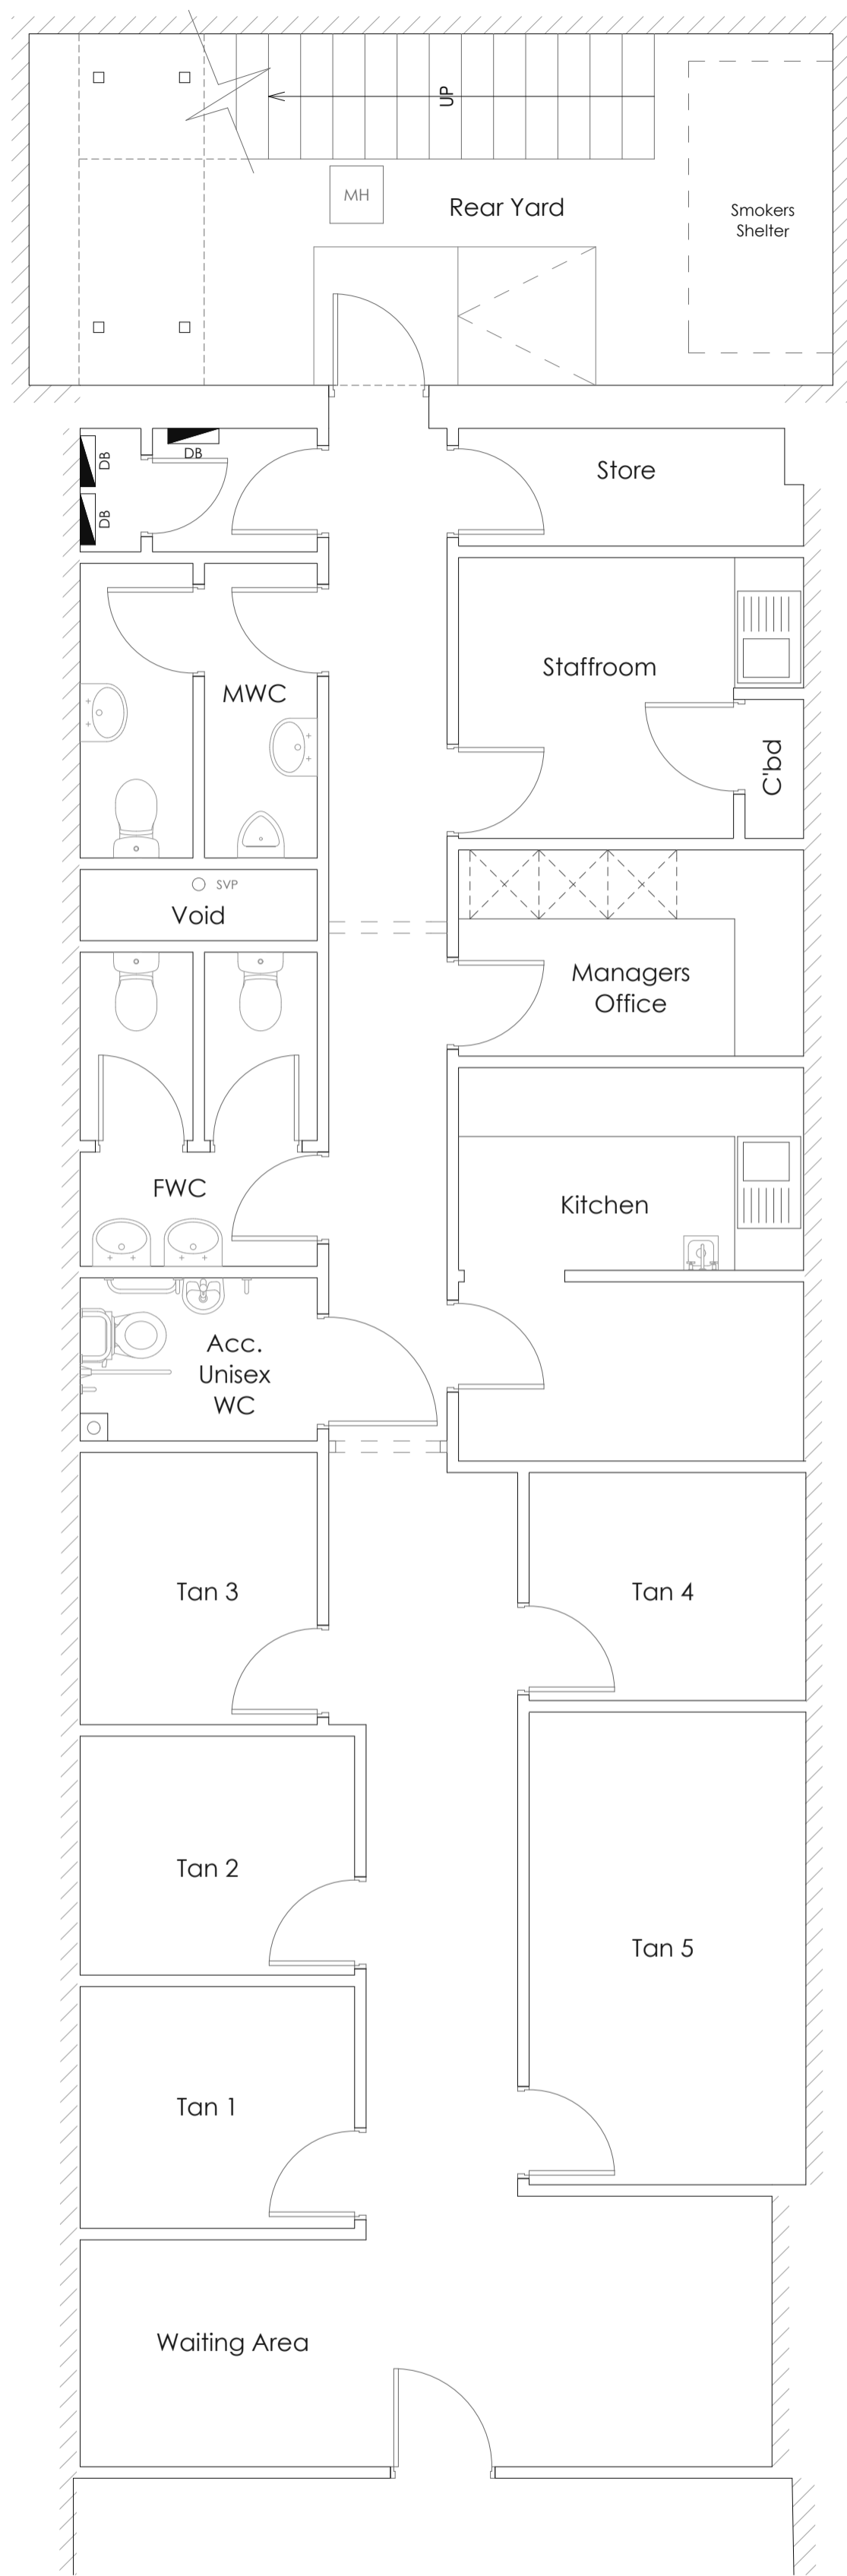 UP
MH
Rear Yard
Smokers
Shelter
DB
DB
DB
Store
Staffroom
MWC
C'bd
SVP
Void
Managers
Office
FWC
Kitchen
Acc.
Unisex
WC
Tan 3
Tan 4
Tan 2
Tan 5
Tan 1
Waiting Area